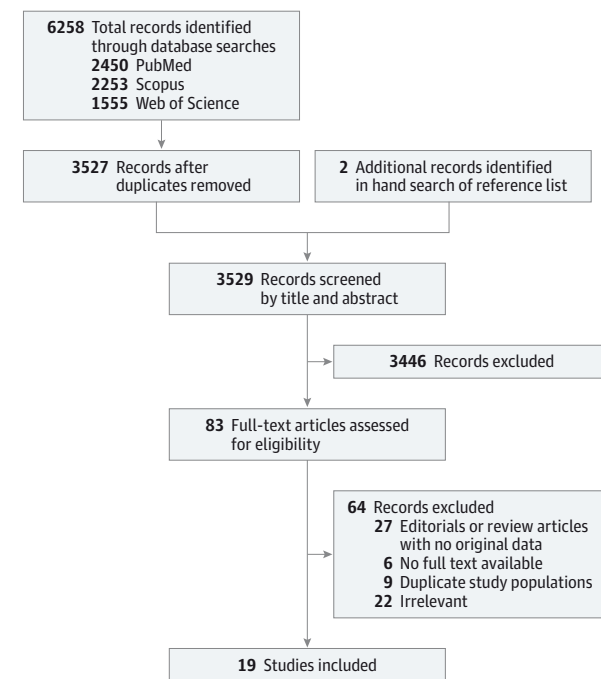 6258 Total records identified
through database searches
2450 PubMed
2253 Scopus
1555 Web of Science
3527 Records after
duplicates removed
2 Additional records identified
in hand search of reference list
3529 Records screened
by title and abstract
3446 Records excluded
83 Full-text articles assessed
for eligibility
64 Records excluded
27 Editorials or review articles
with no original data
6 No full text available
9 Duplicate study populations
22 Irrelevant
19 Studies included